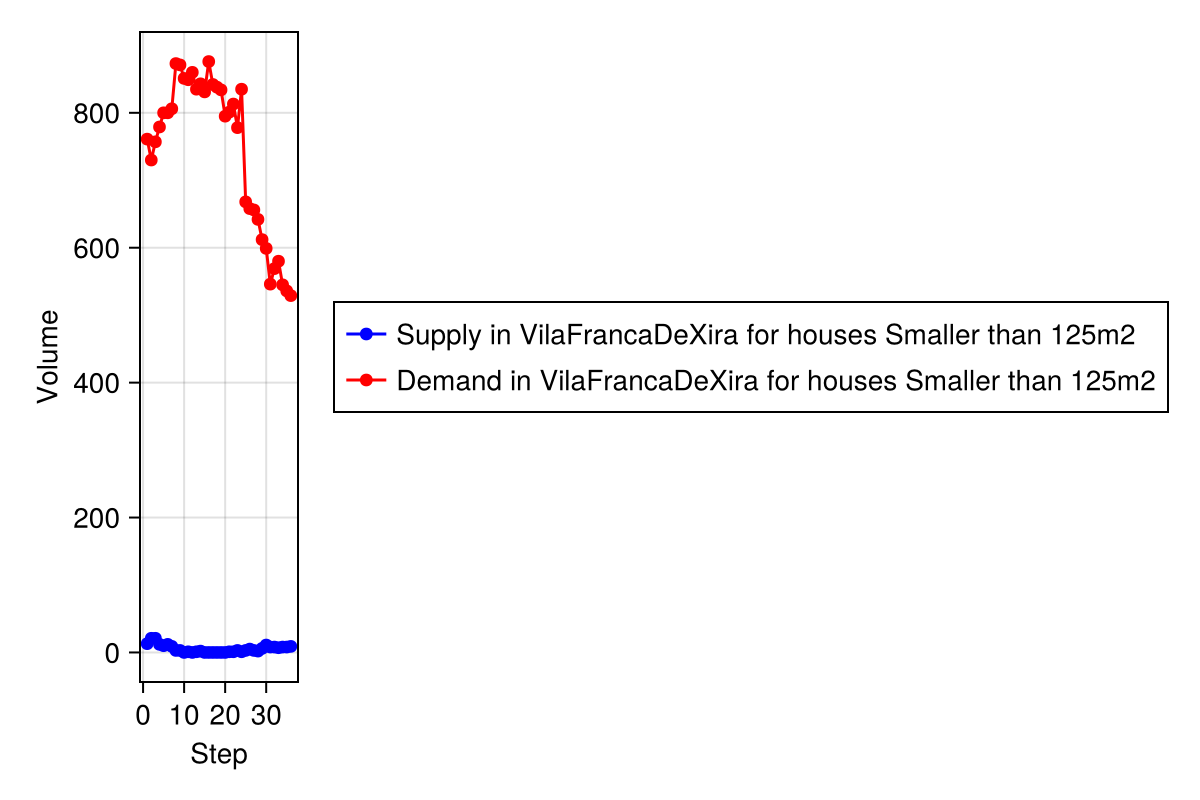 Volume
800
600
400
200
0
0 10 20 30
Step
Supply in VilaFrancaDeXira for houses Smaller than 125m2
Demand in VilaFrancaDeXira for houses Smaller than 125m2